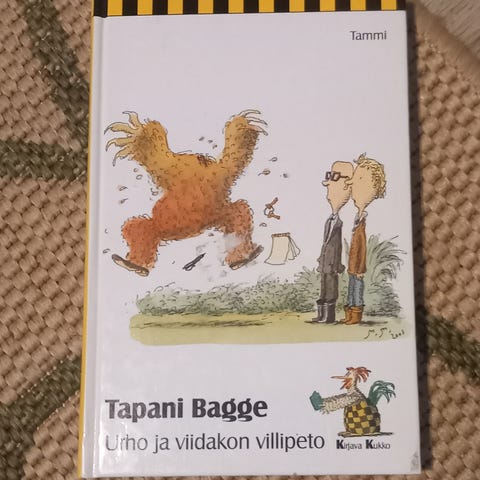 Tammi
Tapani Bagge
Urho ja viidakon villipeto
Kirjava Kukko